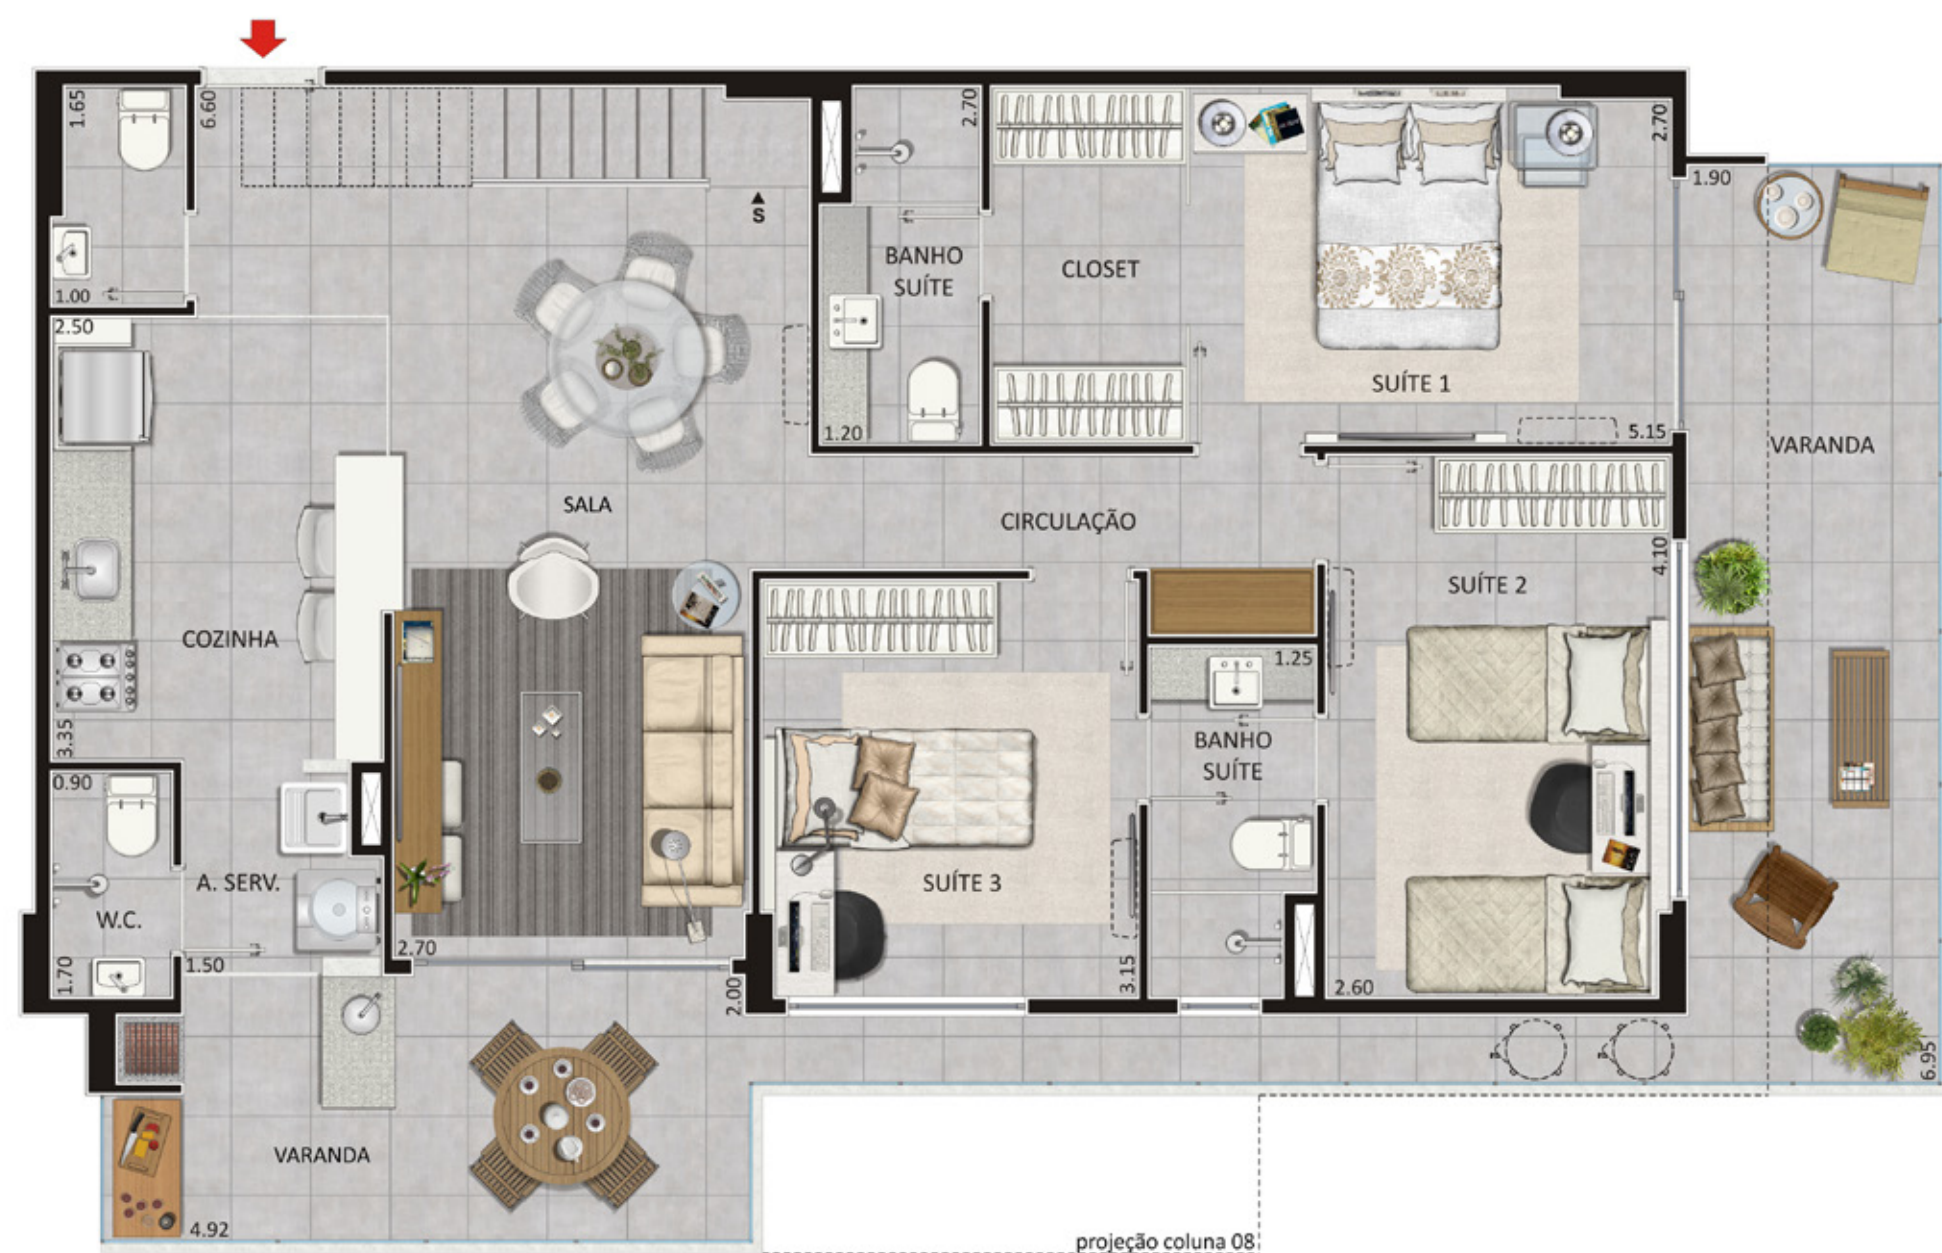 1.65
6.60
2.70
2.70
1.90
S
BANHO
SUÍTE
CLOSET
1.00
2.50
SUÍTE 1
1.20
5.15
VARANDA
SALA
CIRCULAÇÃO
4.10
SUÍTE 2
COZINHA
1.25
3.35
BANHO
SUÍTE
0.90
A. SERV.
SUÍTE 3
W.C.
2.70
1.50
1.70
2.00
3.15
2.60
6.95
VARANDA
4.92
projeção coluna 08